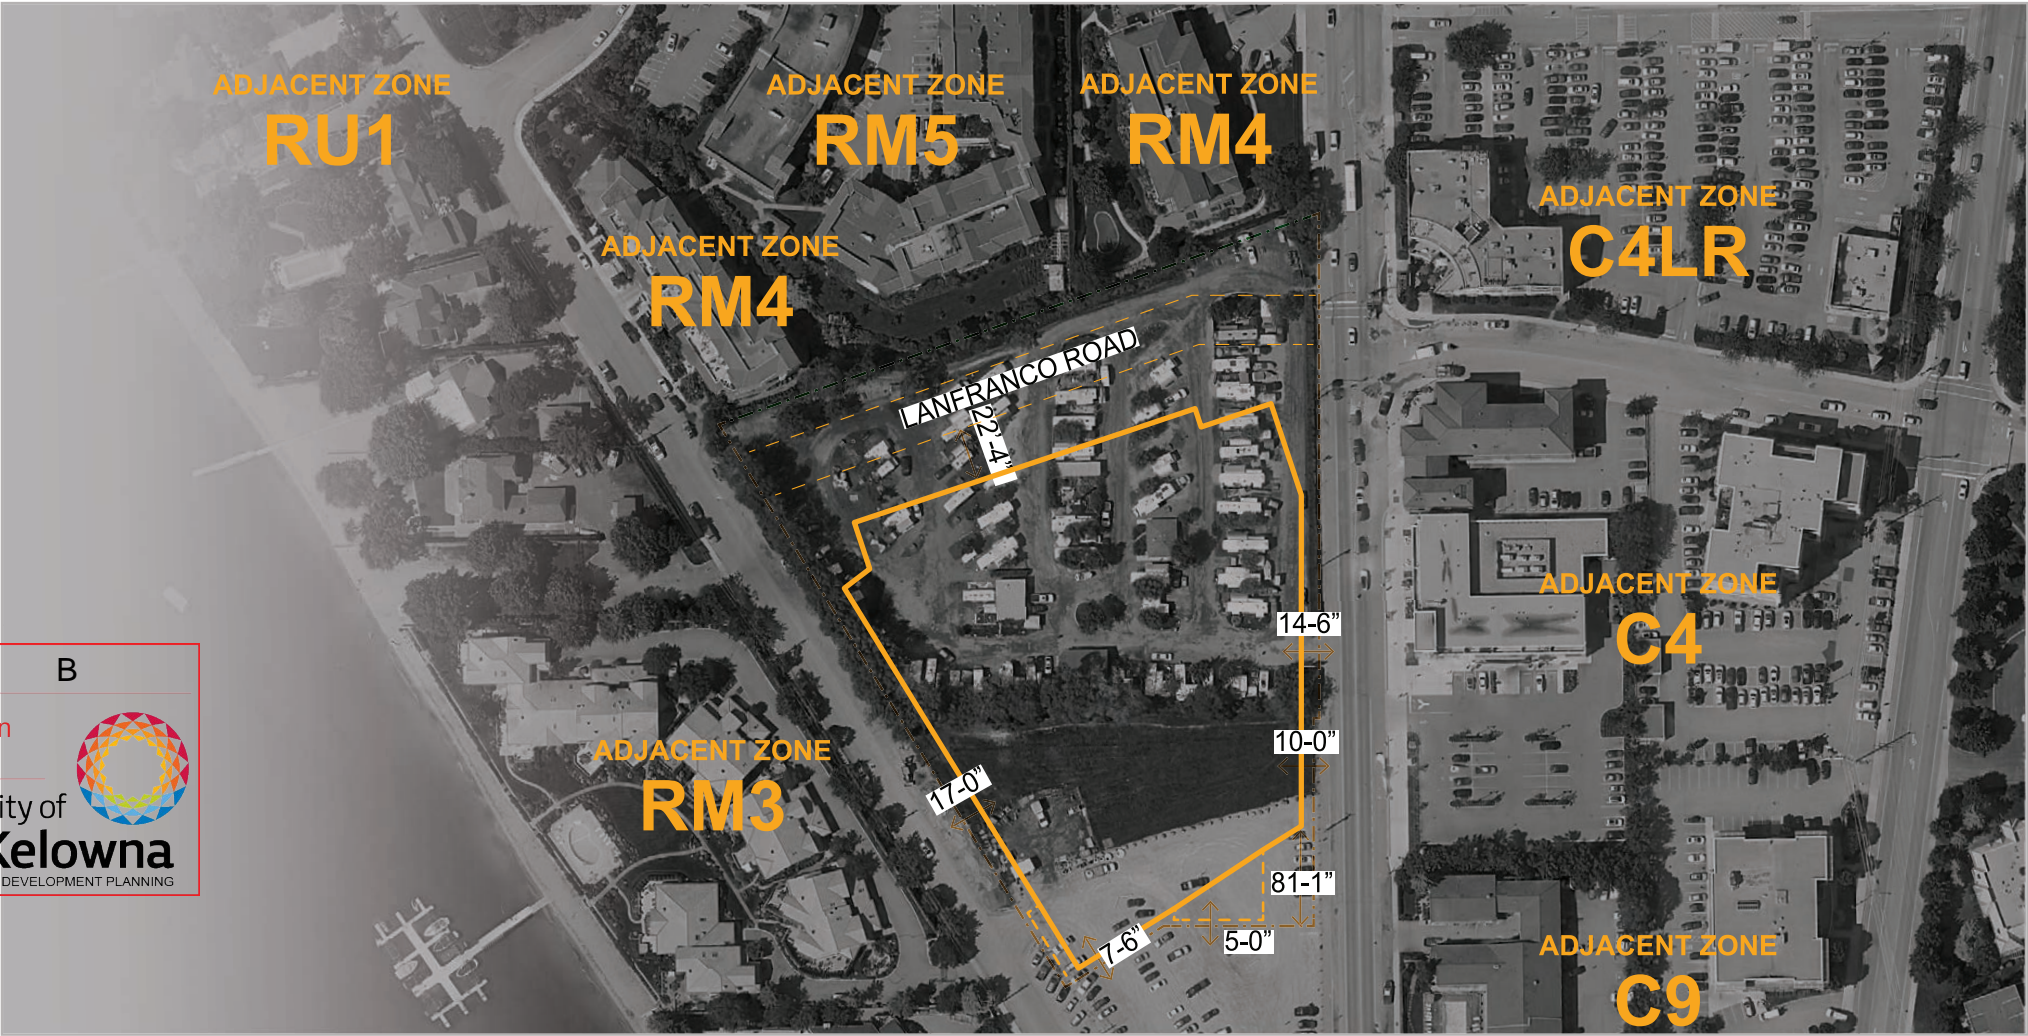 ADJACENT ZONE
RU1
ADJACENT ZONE
RM5
ADJACENT ZONE
RM4
ADJACENT ZONE
C4LR
ADJACENT ZONE
RM4
LANFRANCO ROAD
22'-4"
ADJACENT ZONE
C4
14-6"
10-0"
B
n
ity of
Kelowna
DEVELOPMENT PLANNING
ADJACENT ZONE
RM3
17-0"
81-1"
7-6"
5-0"
ADJACENT ZONE
C9